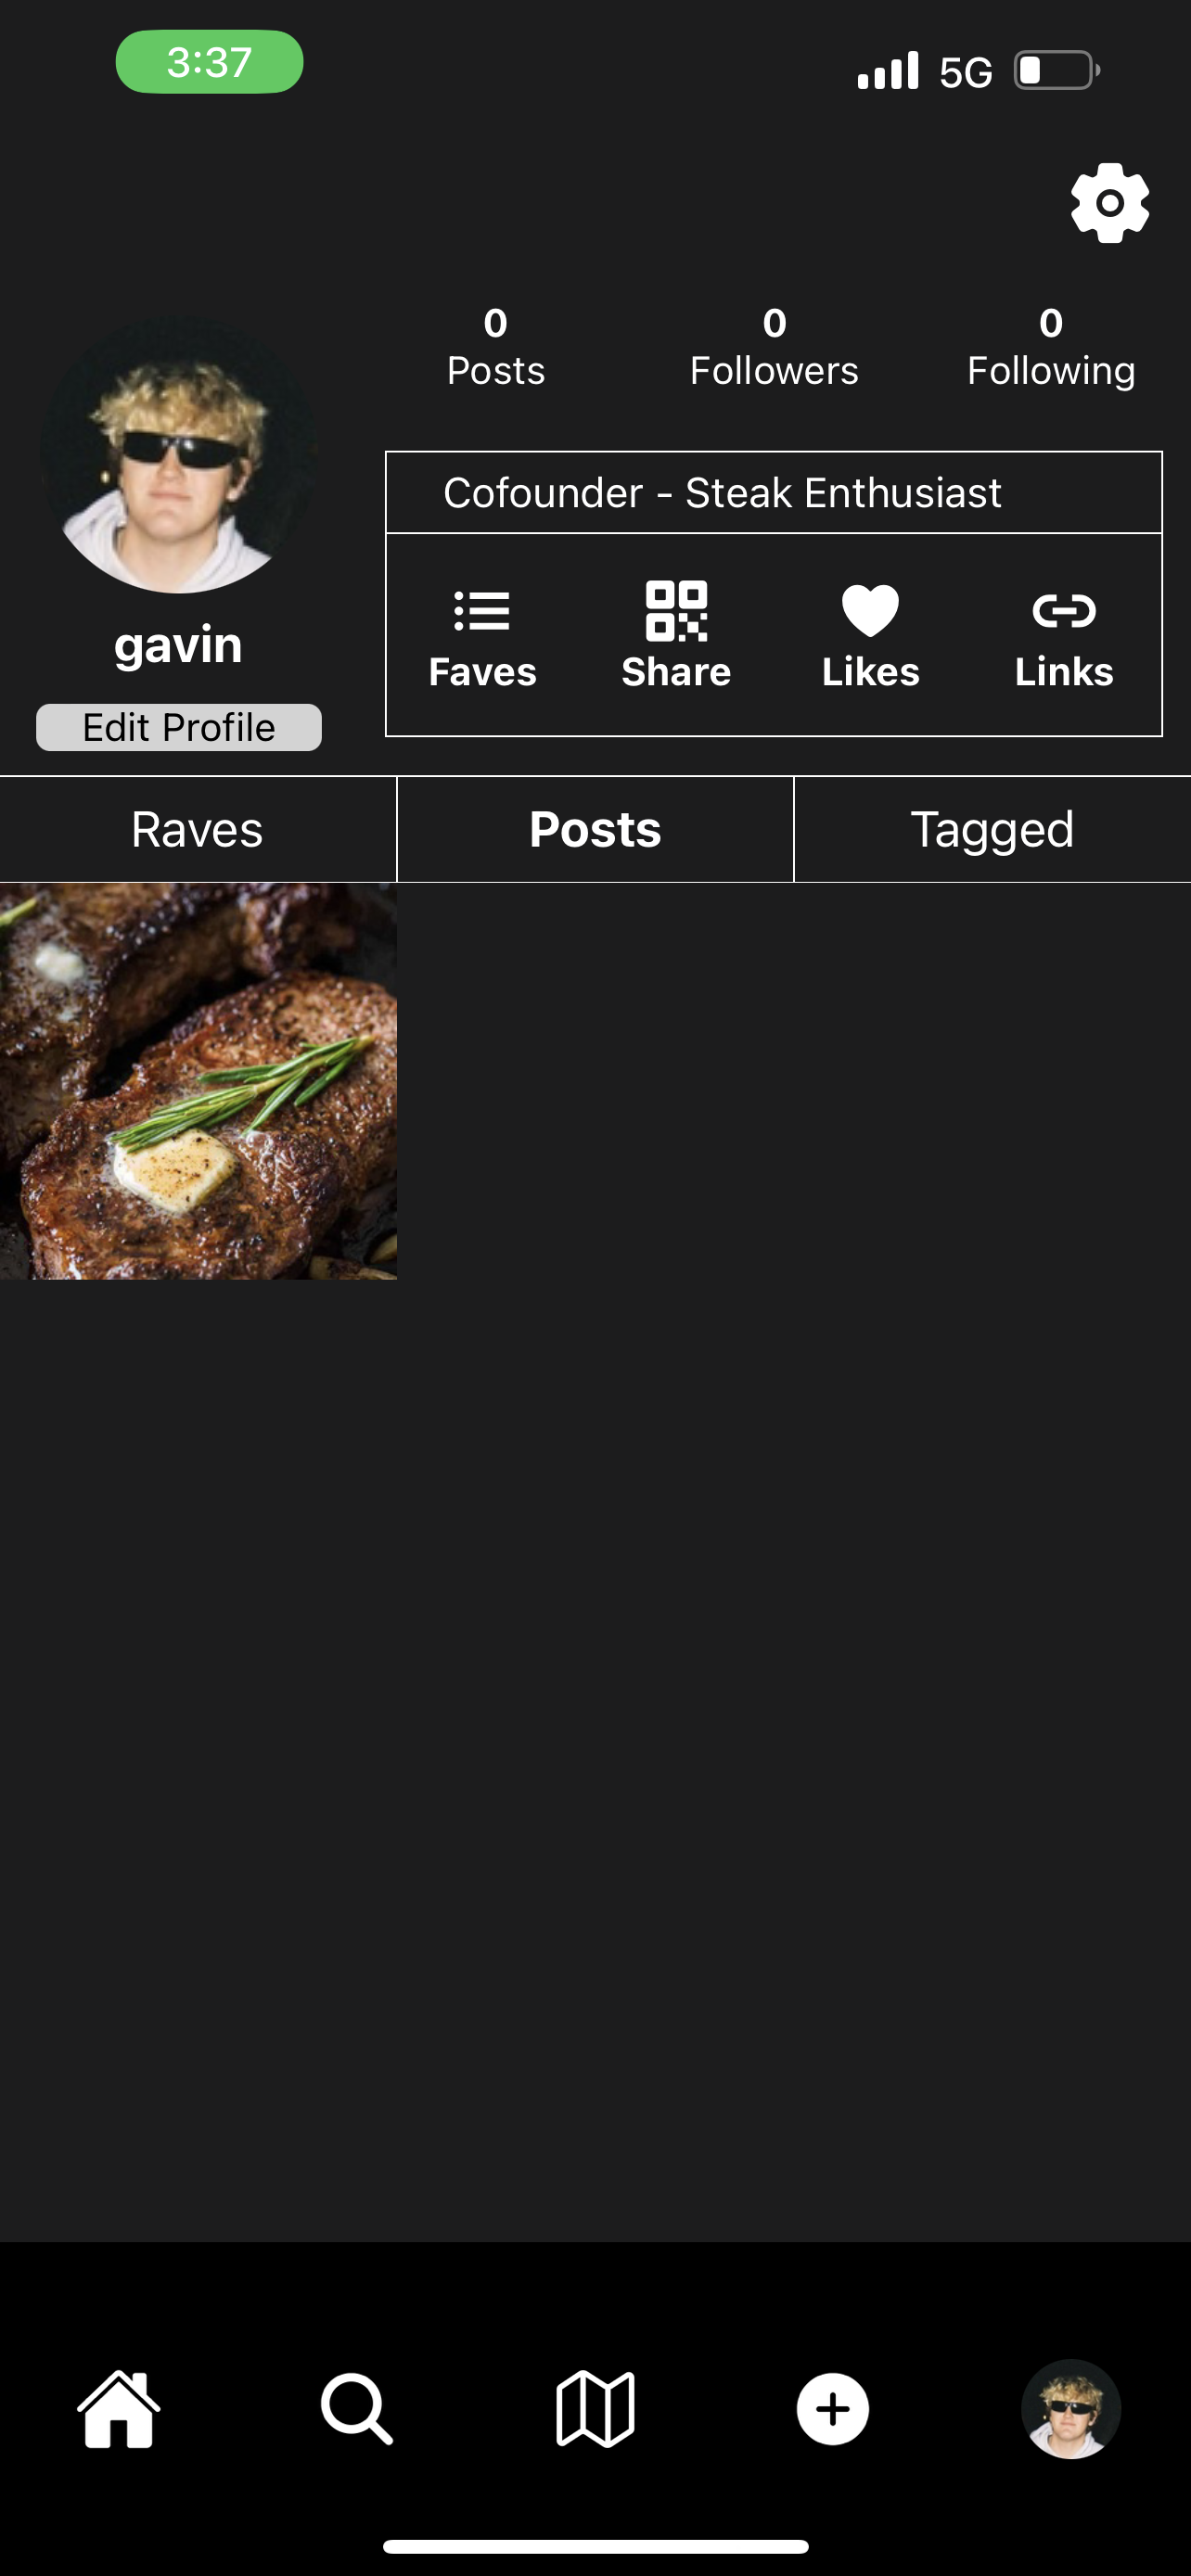 3:37 5G
0 0 0
Posts Followers Following
Cofounder - Steak Enthusiast
Faves Share Likes Links
gavin
Edit Profile
Raves Posts Tagged